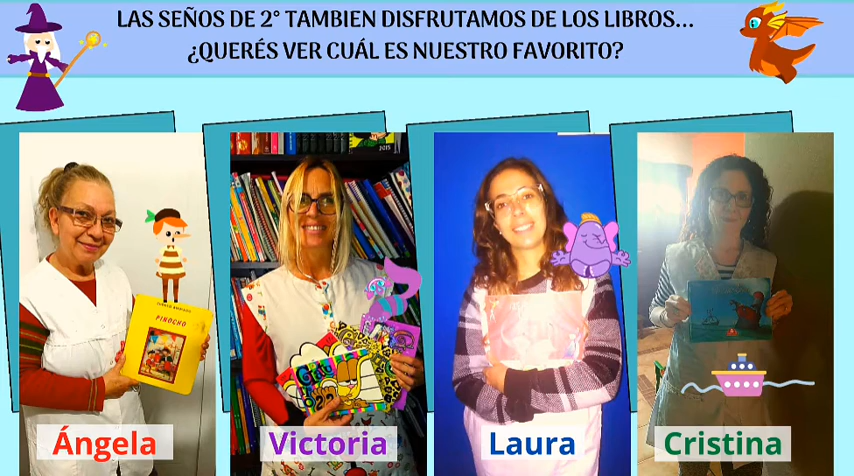 LAS SEÑOS DE 2° TAMBIEN DISFRUTAMOS DE LOS LIBROS...
¿QUERÉS VER CUÁL ES NUESTRO FAVORITO?
2015
PINOCHO
Ángela
Victoria
Laura
Cristina